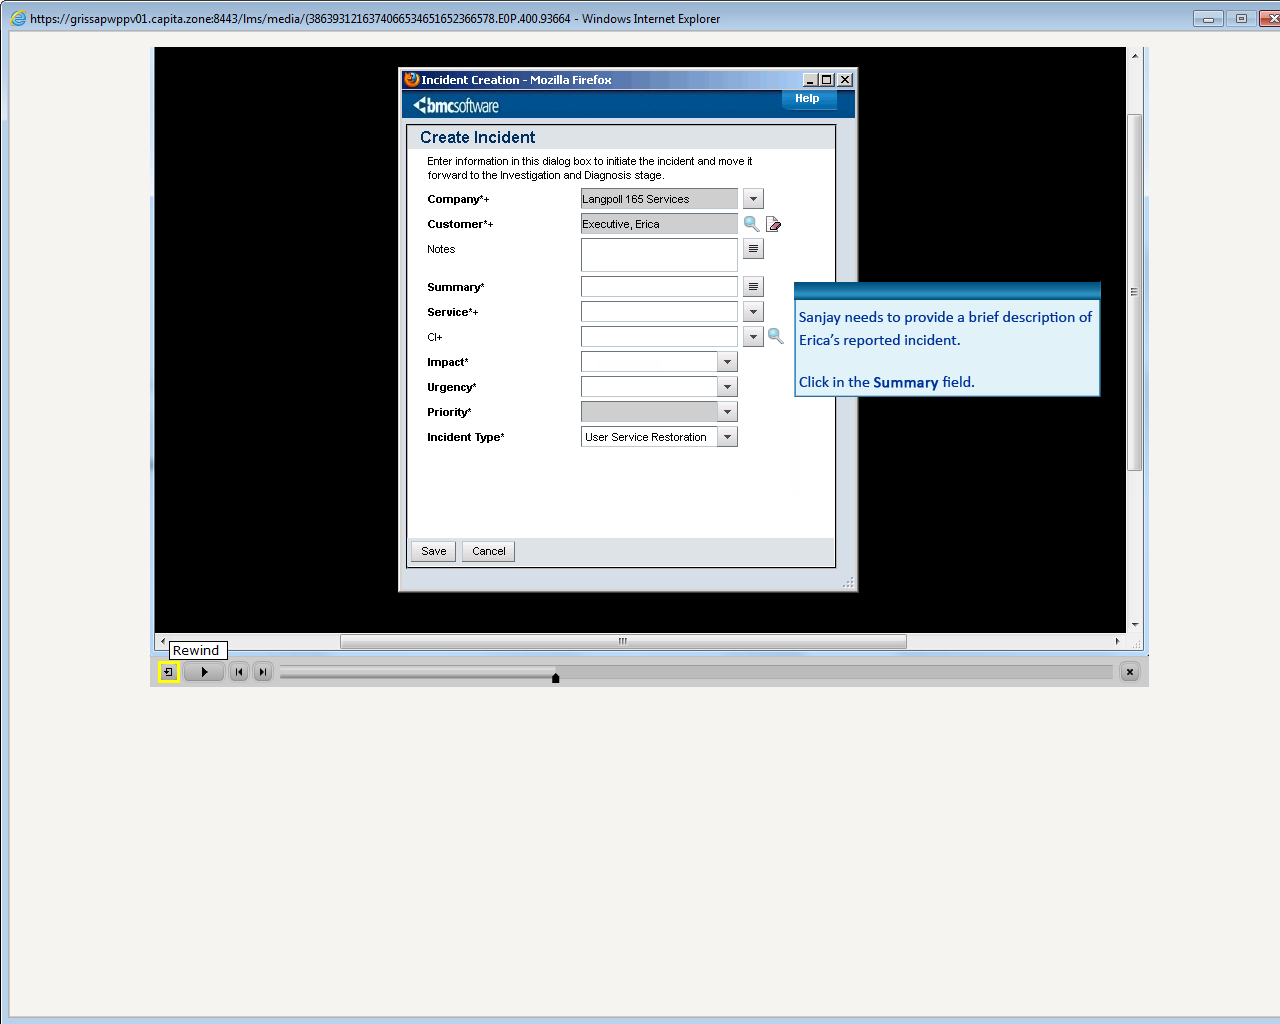 https://grissapwppv01.capita.zone:8443/lms/media/(3863931216374066534651652366578.E0P.400.93664 - Windows Internet Explorer
Incident Creation - Mozilla Firefox
bmcsoftware
Help
Create Incident
Enter information in this dialog box to initiate the incident and move it
forward to the Investigation and Diagnosis stage.
Company*+
Langpoll 165 Services
Customer*+
Executive, Erica
Notes
Summary*
Service*+
CI+
Impact*
Urgency*
Priority*
Incident Type*
User Service Restoration
Sanjay needs to provide a brief description of
Erica’s reported incident.
Click in the Summary field.
Save
Cancel
Rewind